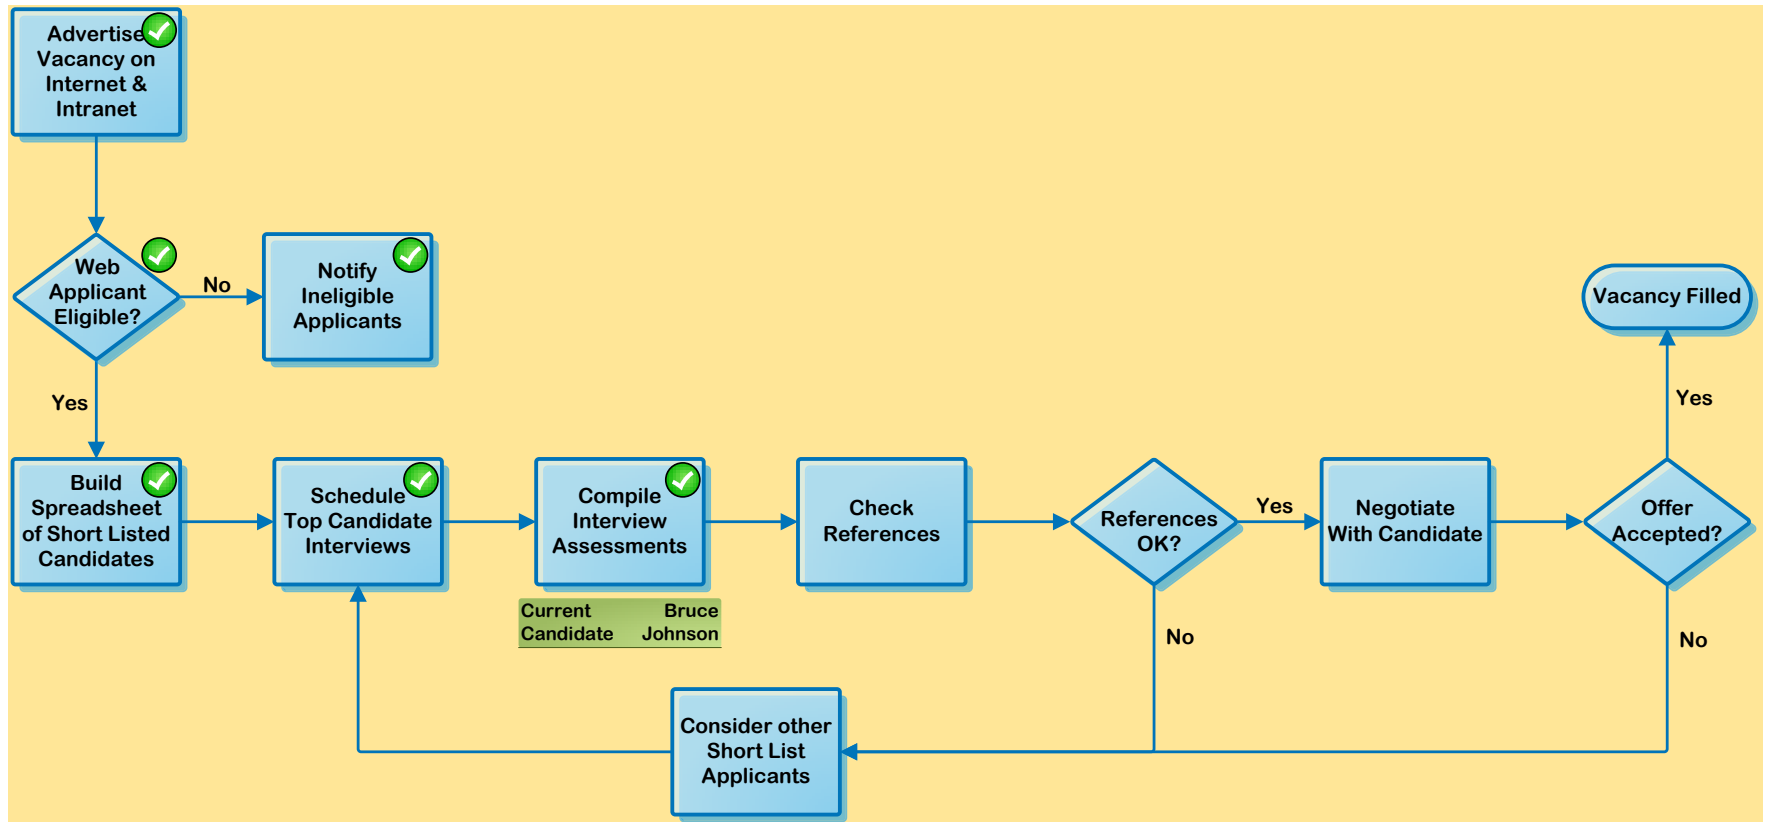 Advertise
Vacancy on
Internet &
Intranet
Web
Applicant
Eligible?
No
Notify
Ineligible
Applicants
Vacancy Filled
Yes
Yes
Build
Spreadsheet
of Short Listed
Candidates
Schedule
Top Candidate
Interviews
Compile
Interview
Assessments
Current Bruce
Candidate Johnson
Check
References
References
OK?
Yes
Negotiate
With Candidate
Offer
Accepted?
No
No
Consider other
Short List
Applicants